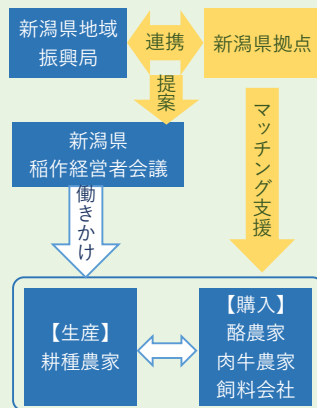 新潟県地域
振興局
連携
新潟県拠点
提案
新潟県
稲作経営者会議
働きかけ
マッチング支援
【生産】
耕種農家
【購入】
酪農家
肉牛農家
飼料会社